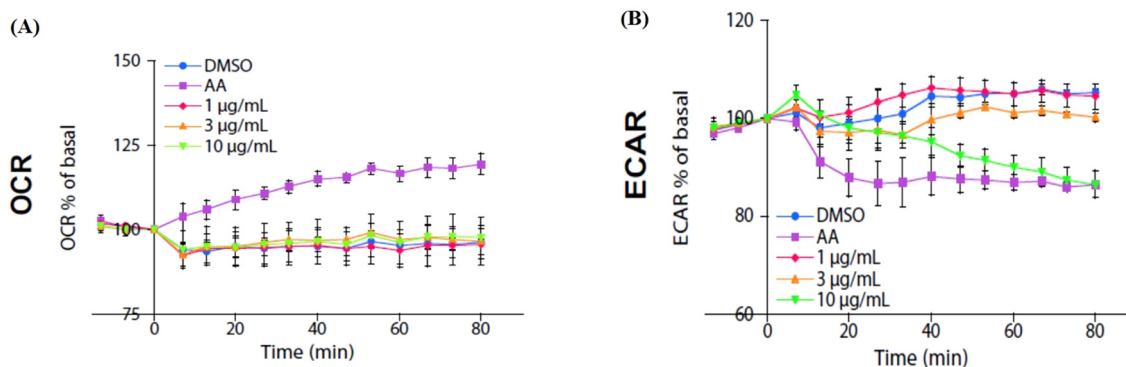 (A)
OCR
OCR % of basal
150
125
100
75
DMSO
AA
1 µg/mL
3 µg/mL
10 µg/mL
0 20 40 60 80
Time (min)
(B)
ECAR
ECAR % of basal
120
100
80
60
DMSO
AA
1 µg/mL
3 µg/mL
10 µg/mL
0 20 40 60 80
Time (min)